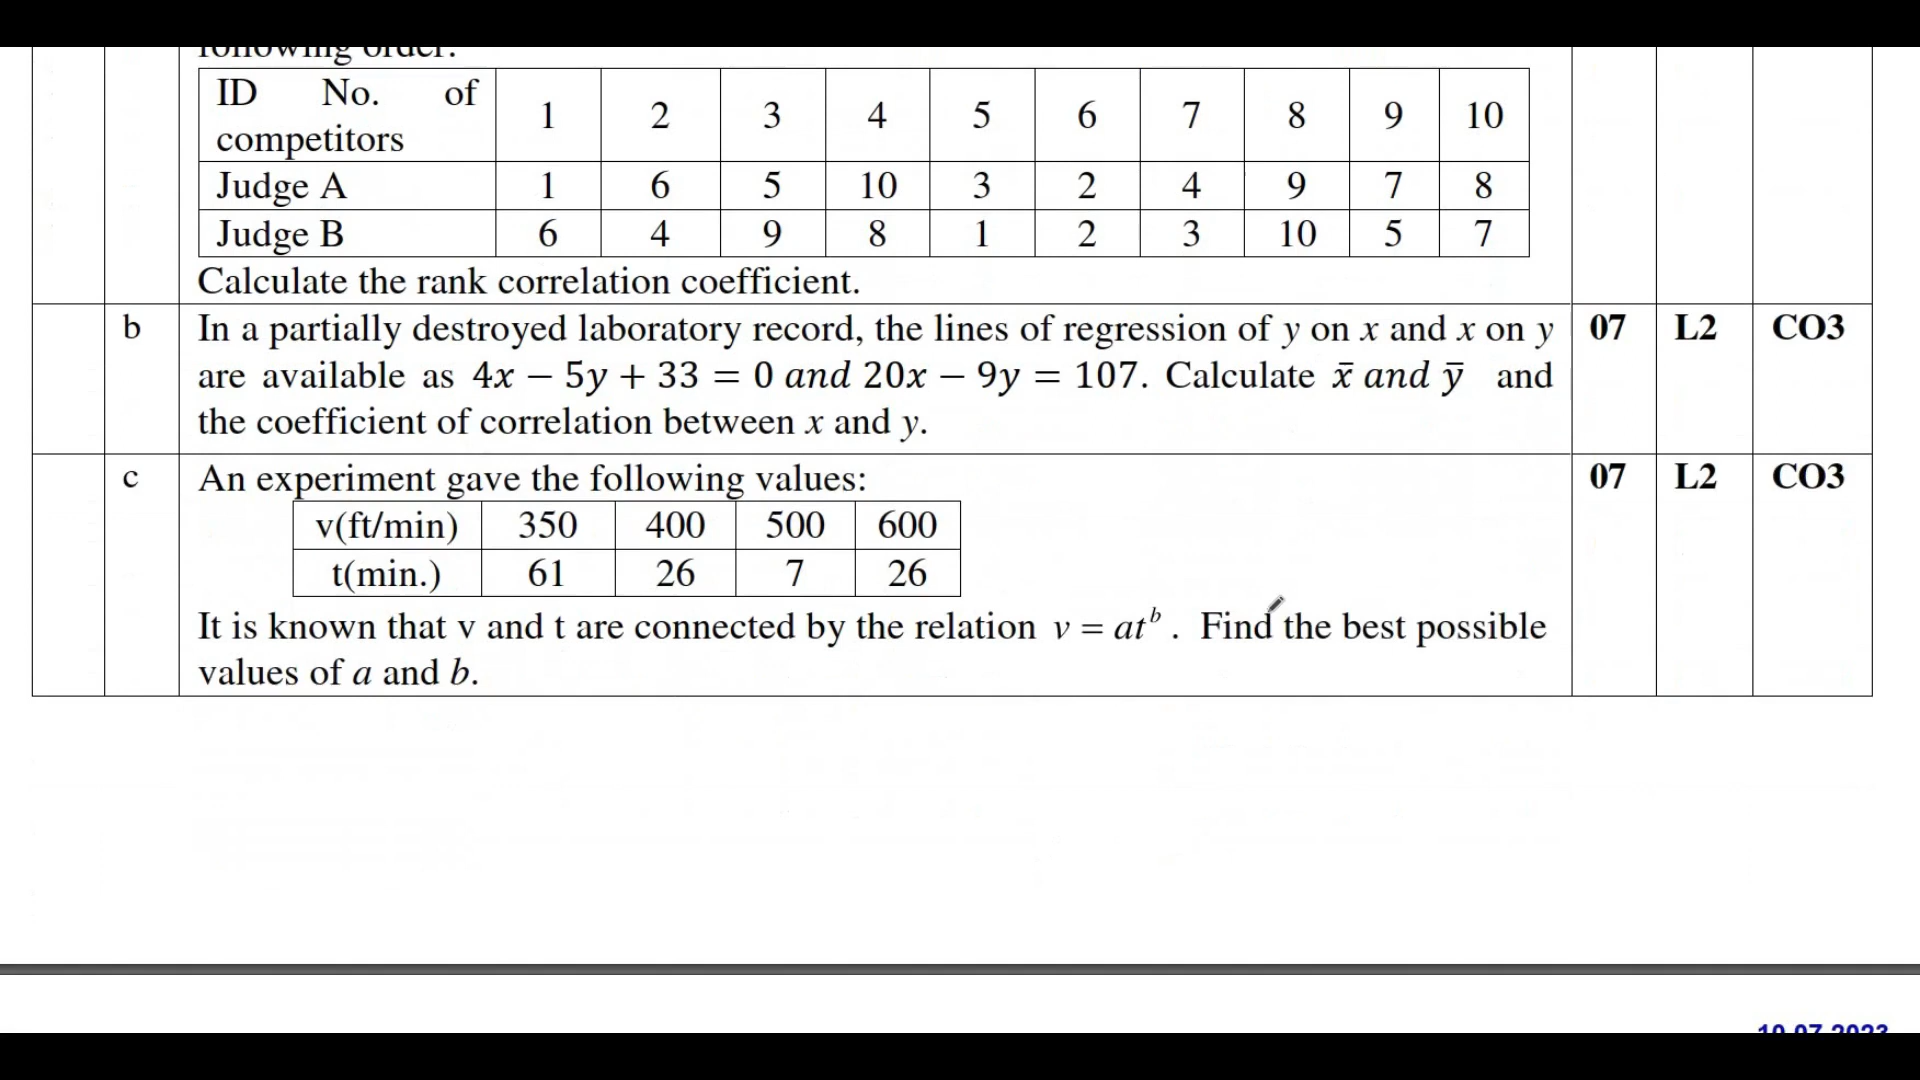 following order:
ID No. of competitors 1 2 3 4 5 6 7 8 9 10
Judge A 1 6 5 10 3 2 4 9 7 8
Judge B 6 4 9 8 1 2 3 10 5 7
Calculate the rank correlation coefficient.
b In a partially destroyed laboratory record, the lines of regression of y on x and x on y 07 L2 CO3
are available as 4x − 5y + 33 = 0 and 20x − 9y = 107. Calculate x̄ and ȳ and
the coefficient of correlation between x and y.
c An experiment gave the following values: 07 L2 CO3
v(ft/min) 350 400 500 600
t(min.) 61 26 7 26
It is known that v and t are connected by the relation v = at^b . Find the best possible
values of a and b.
10-07-2023